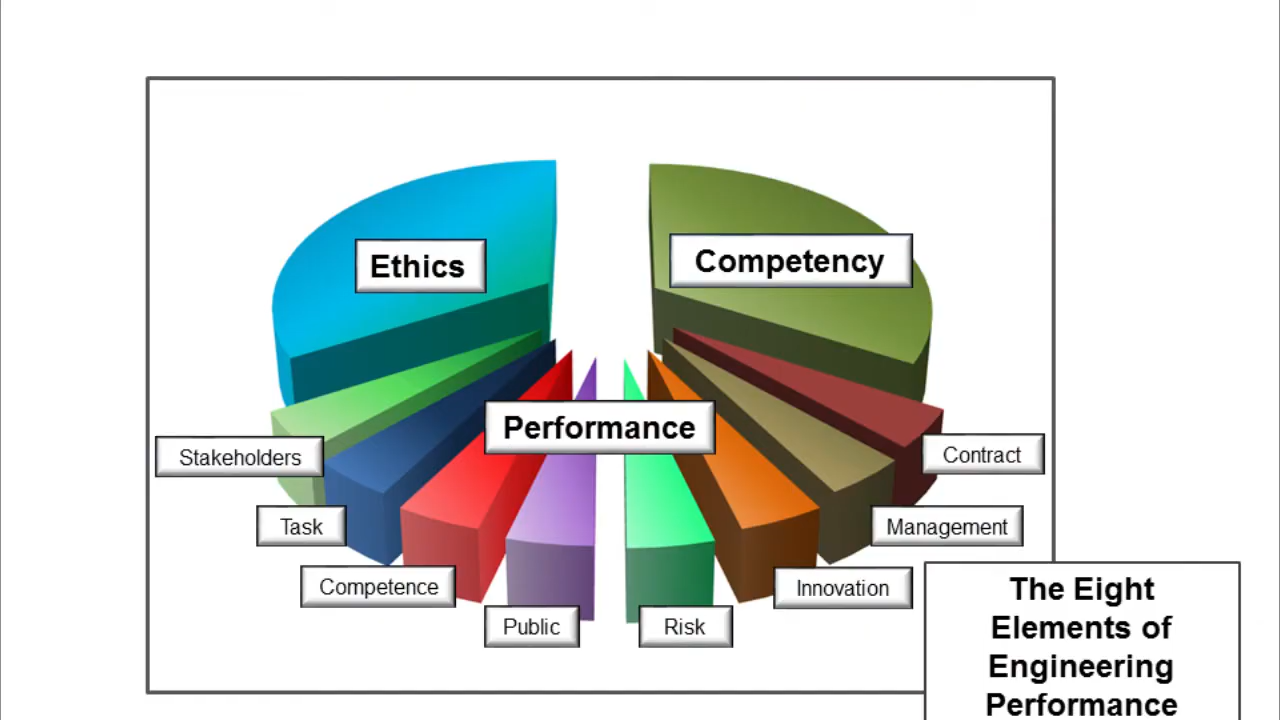 Ethics
Competency
Performance
Stakeholders
Contract
Task
Management
Competence
Innovation
Public
Risk
The Eight
Elements of
Engineering
Performance